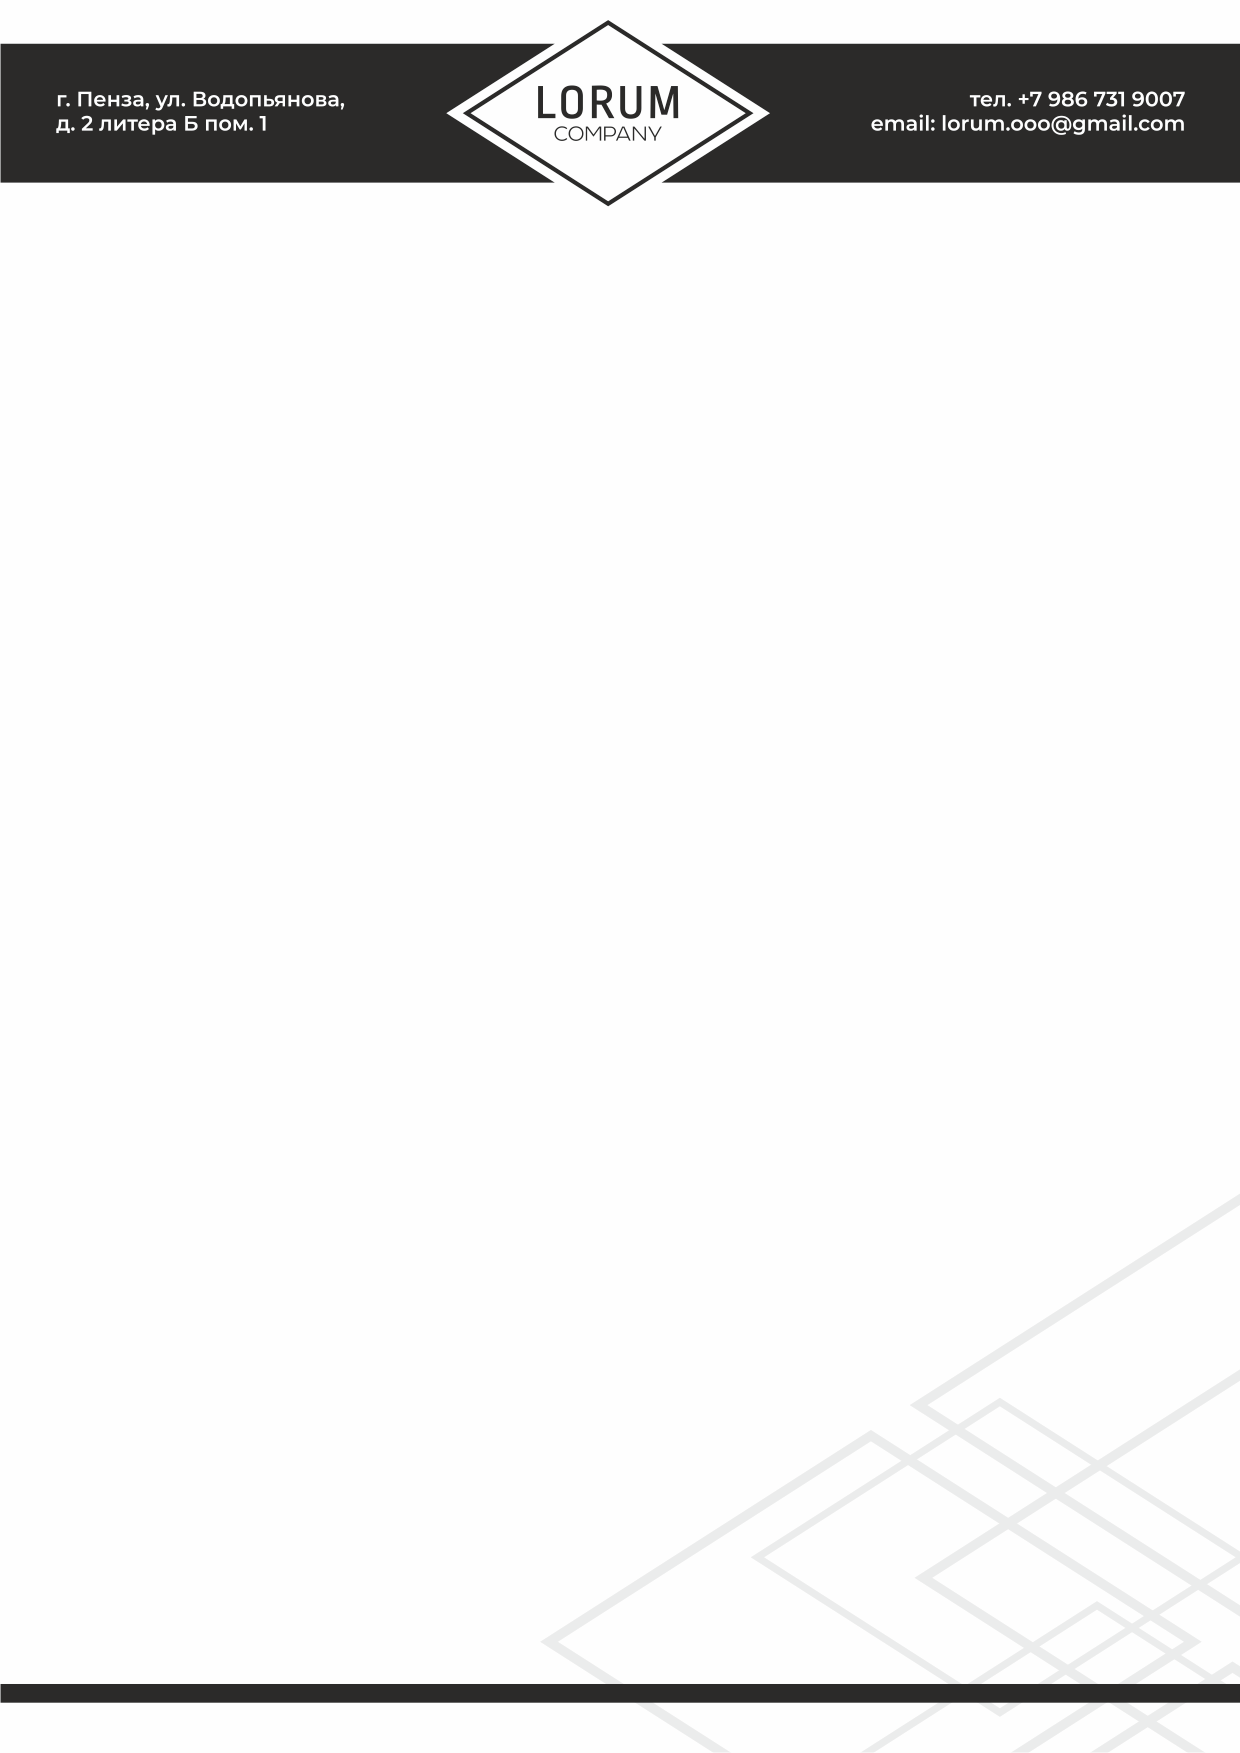 г. Пенза, ул. Водопьянова,
д. 2 литера Б пом. 1
LORUM
COMPANY
тел. +7 986 731 9007
email: lorum.ooo@gmail.com